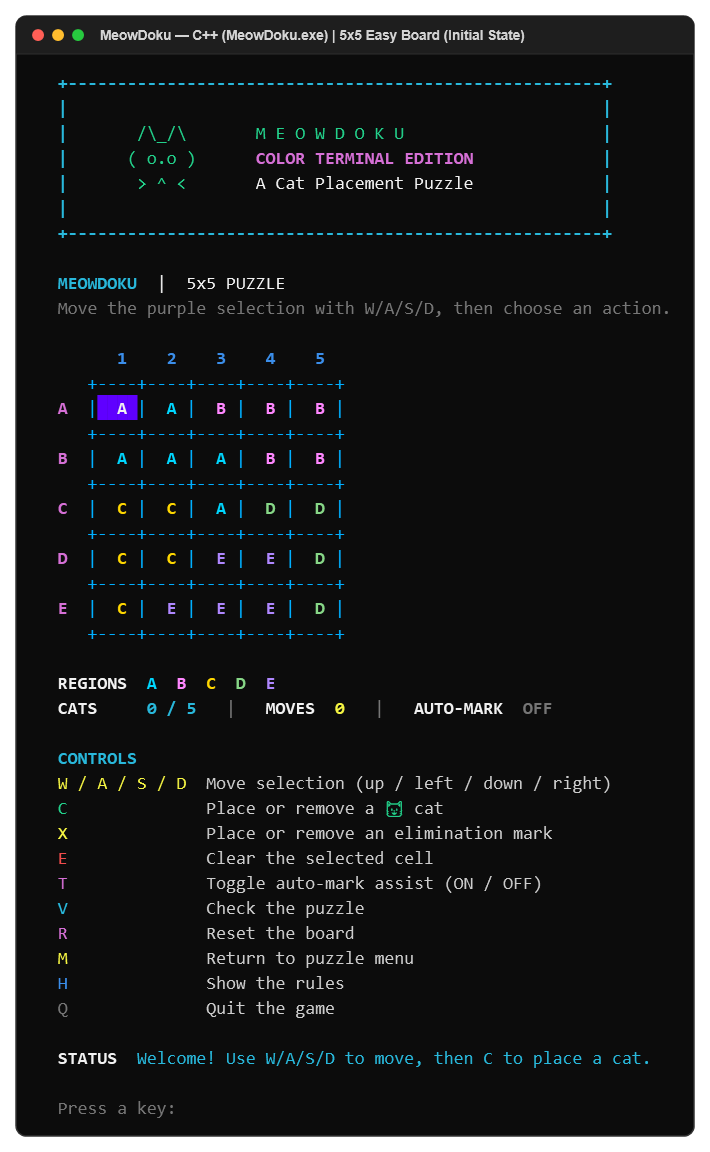 MeowDoku — C++ (MeowDoku.exe) | 5x5 Easy Board (Initial State)
+------------------------------------------------------+
|                                                      |
|       /\_/\       M E O W D O K U                    |
|      ( o.o )      COLOR TERMINAL EDITION             |
|       > ^ <       A Cat Placement Puzzle             |
|                                                      |
+------------------------------------------------------+
MEOWDOKU  |  5x5 PUZZLE
Move the purple selection with W/A/S/D, then choose an action.
      1    2    3    4    5
   +----+----+----+----+----+
A  |  A |  A |  B |  B |  B |
   +----+----+----+----+----+
B  |  A |  A |  A |  B |  B |
   +----+----+----+----+----+
C  |  C |  C |  A |  D |  D |
   +----+----+----+----+----+
D  |  C |  C |  E |  E |  D |
   +----+----+----+----+----+
E  |  C |  E |  E |  E |  D |
   +----+----+----+----+----+
REGIONS  A  B  C  D  E
CATS     0 / 5   |   MOVES  0   |   AUTO-MARK  OFF
CONTROLS
W / A / S / D  Move selection (up / left / down / right)
C              Place or remove a 🐱 cat
X              Place or remove an elimination mark
E              Clear the selected cell
T              Toggle auto-mark assist (ON / OFF)
V              Check the puzzle
R              Reset the board
M              Return to puzzle menu
H              Show the rules
Q              Quit the game
STATUS  Welcome! Use W/A/S/D to move, then C to place a cat.
Press a key: